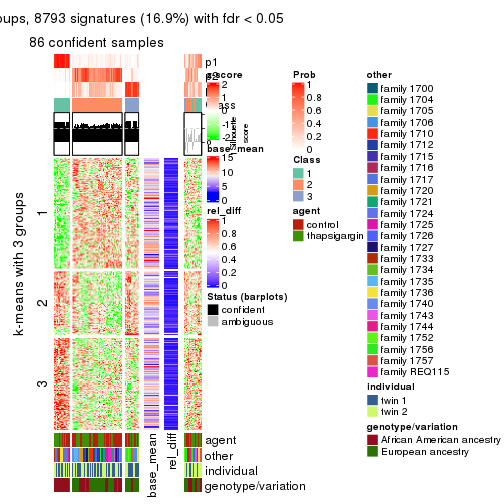 oups, 8793 signatures (16.9%) with fdr < 0.05
86 confident samples
p1
p2
Class
Silhouette
score
k-means with 3 groups
1
2
3
base_mean
rel_diff
agent
other
individual
genotype/variation
z-score
2
1
0
-1
-2
base_mean
15
10
5
0
rel_diff
1
0.8
0.6
0.4
0.2
0
Status (barplots)
confident
ambiguous
Prob
1
0.8
0.6
0.4
0.2
0
Class
1
2
3
agent
control
thapsigargin
other
family 1700
family 1704
family 1705
family 1706
family 1710
family 1712
family 1715
family 1716
family 1717
family 1720
family 1721
family 1724
family 1725
family 1726
family 1727
family 1733
family 1734
family 1735
family 1736
family 1740
family 1743
family 1744
family 1752
family 1756
family 1757
family REQ115
individual
twin 1
twin 2
genotype/variation
African American ancestry
European ancestry